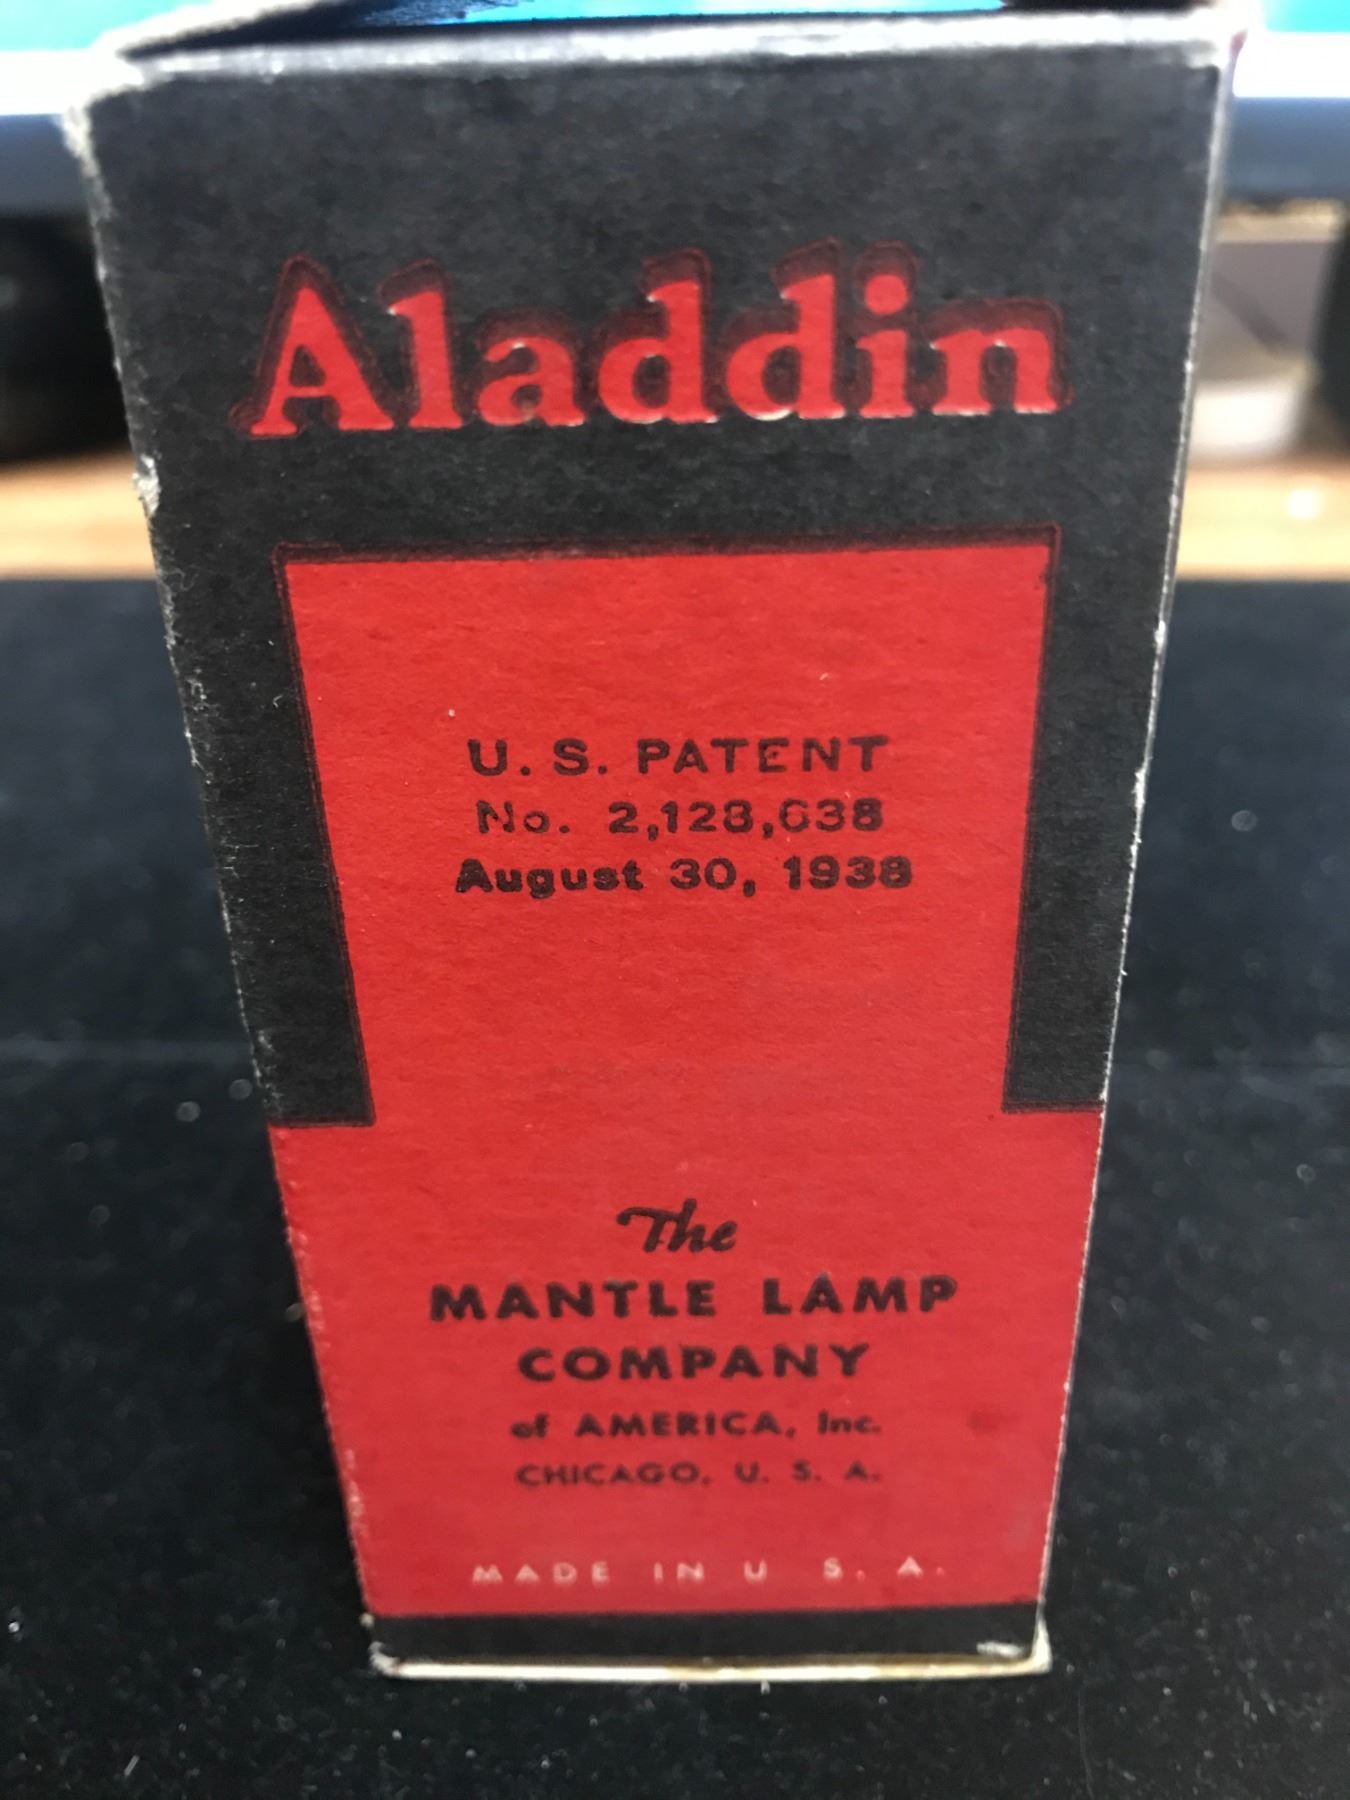 Aladdin
U. S. PATENT
No. 2,128,638
August 30, 1938
The
MANTLE LAMP
COMPANY
of AMERICA, Inc.
CHICAGO, U. S. A.
MADE IN U S. A.